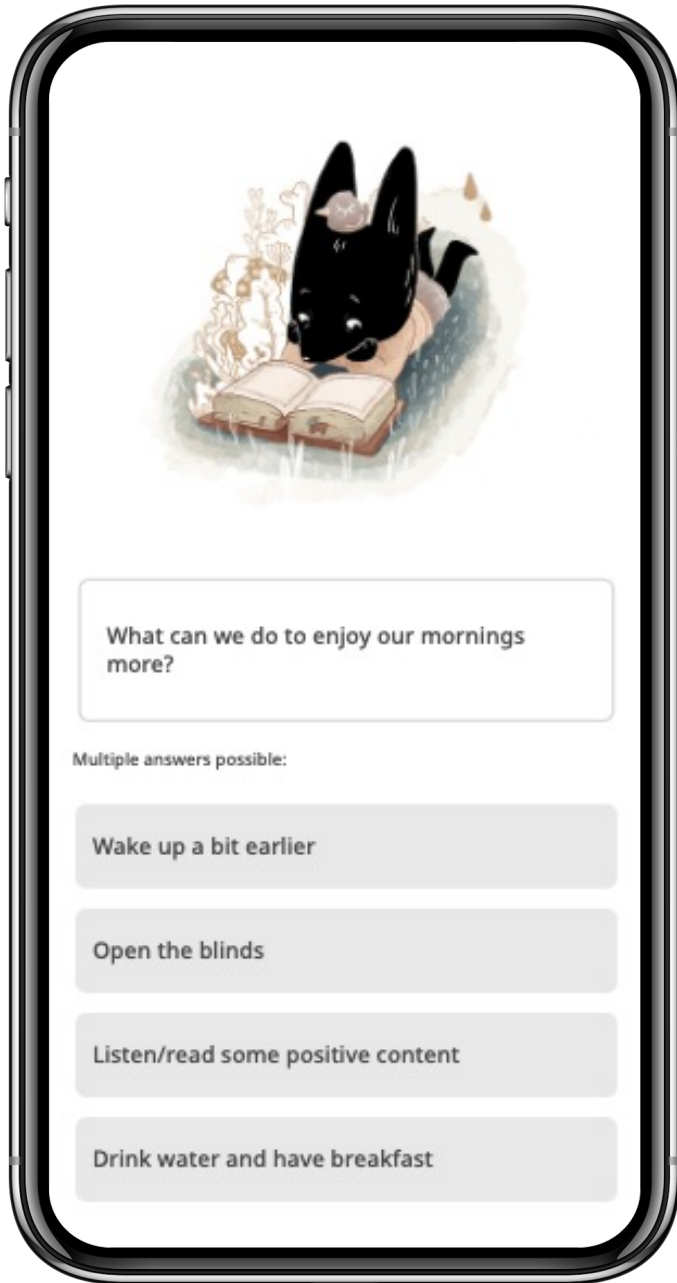 What can we do to enjoy our mornings
more?
Multiple answers possible:
Wake up a bit earlier
Open the blinds
Listen/read some positive content
Drink water and have breakfast